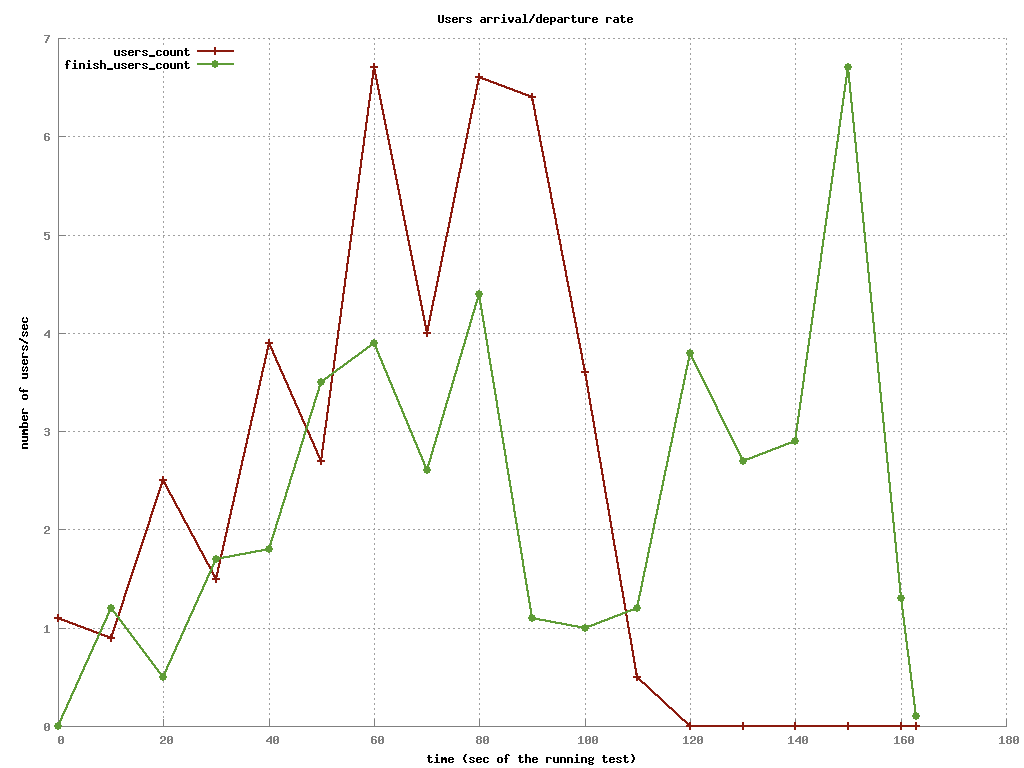 Users arrival/departure rate
users_count
finish_users_count
7
6
5
4
3
2
1
0
number of users/sec
0 20 40 60 80 100 120 140 160 180
time (sec of the running test)